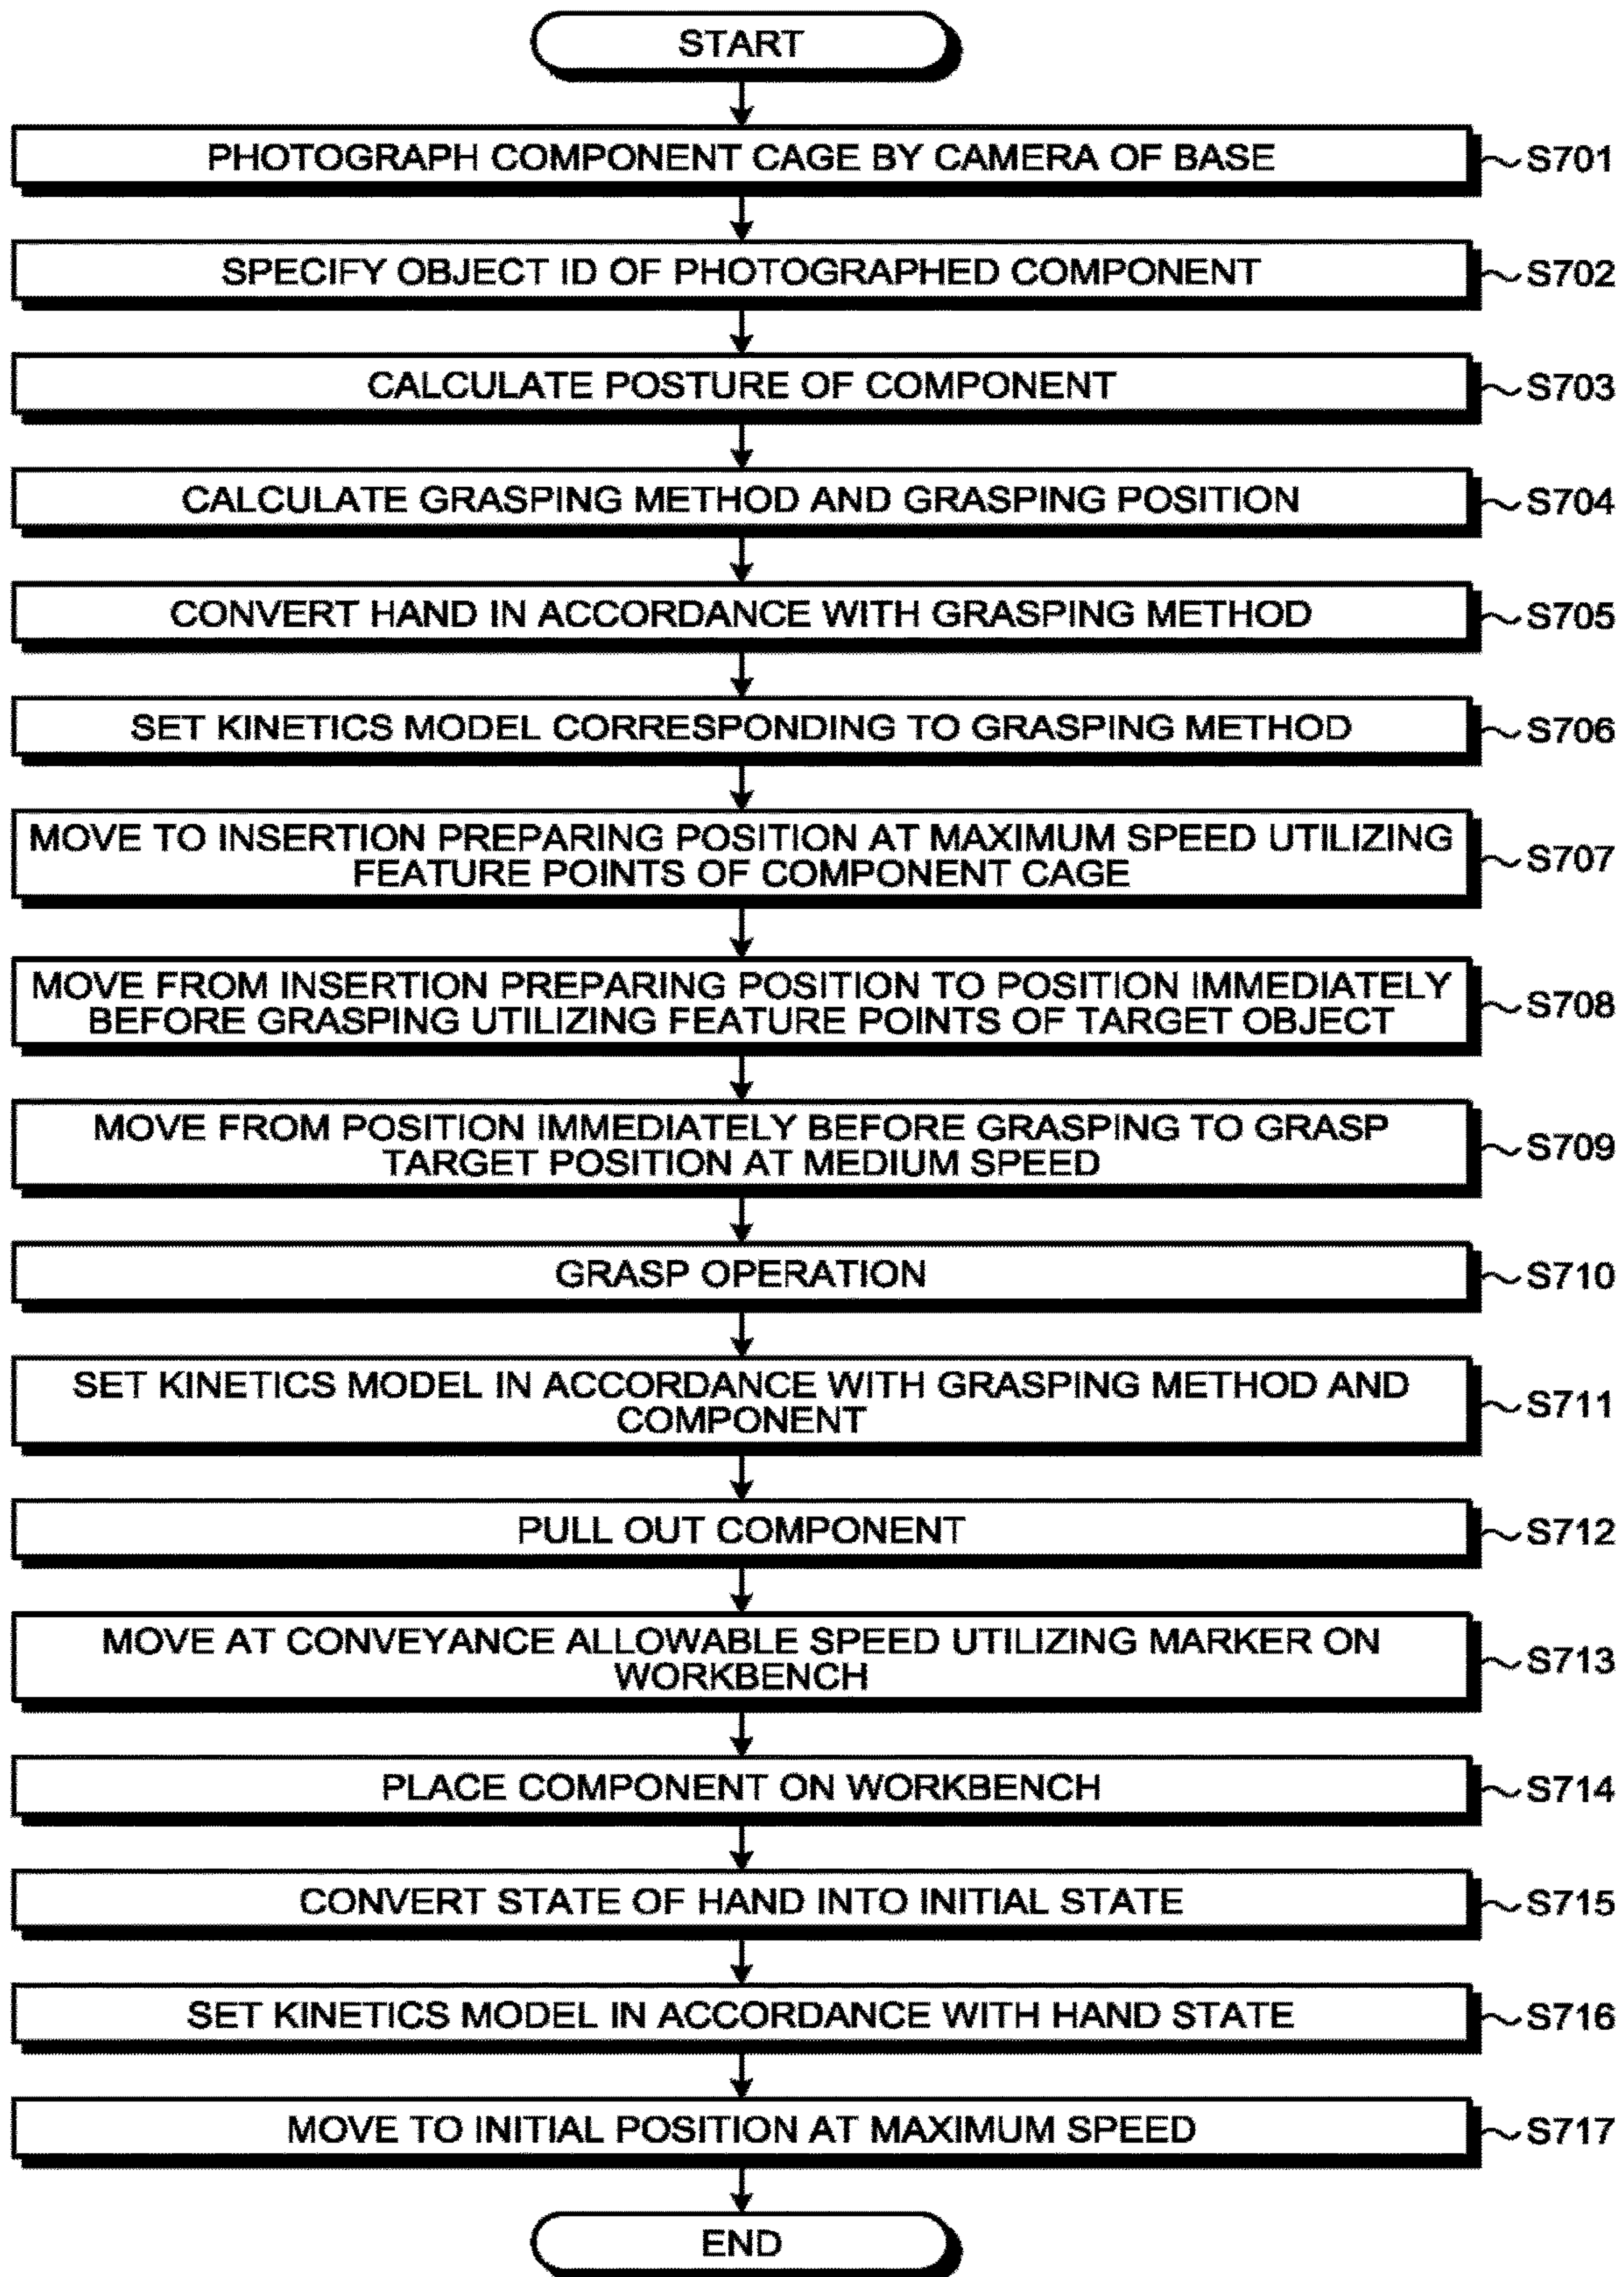 START
PHOTOGRAPH COMPONENT CAGE BY CAMERA OF BASE
S701
SPECIFY OBJECT ID OF PHOTOGRAPHED COMPONENT
S702
CALCULATE POSTURE OF COMPONENT
S703
CALCULATE GRASPING METHOD AND GRASPING POSITION
S704
CONVERT HAND IN ACCORDANCE WITH GRASPING METHOD
S705
SET KINETICS MODEL CORRESPONDING TO GRASPING METHOD
S706
MOVE TO INSERTION PREPARING POSITION AT MAXIMUM SPEED UTILIZING
FEATURE POINTS OF COMPONENT CAGE
S707
MOVE FROM INSERTION PREPARING POSITION TO POSITION IMMEDIATELY
BEFORE GRASPING UTILIZING FEATURE POINTS OF TARGET OBJECT
S708
MOVE FROM POSITION IMMEDIATELY BEFORE GRASPING TO GRASP
TARGET POSITION AT MEDIUM SPEED
S709
GRASP OPERATION
S710
SET KINETICS MODEL IN ACCORDANCE WITH GRASPING METHOD AND
COMPONENT
S711
PULL OUT COMPONENT
S712
MOVE AT CONVEYANCE ALLOWABLE SPEED UTILIZING MARKER ON
WORKBENCH
S713
PLACE COMPONENT ON WORKBENCH
S714
CONVERT STATE OF HAND INTO INITIAL STATE
S715
SET KINETICS MODEL IN ACCORDANCE WITH HAND STATE
S716
MOVE TO INITIAL POSITION AT MAXIMUM SPEED
S717
END